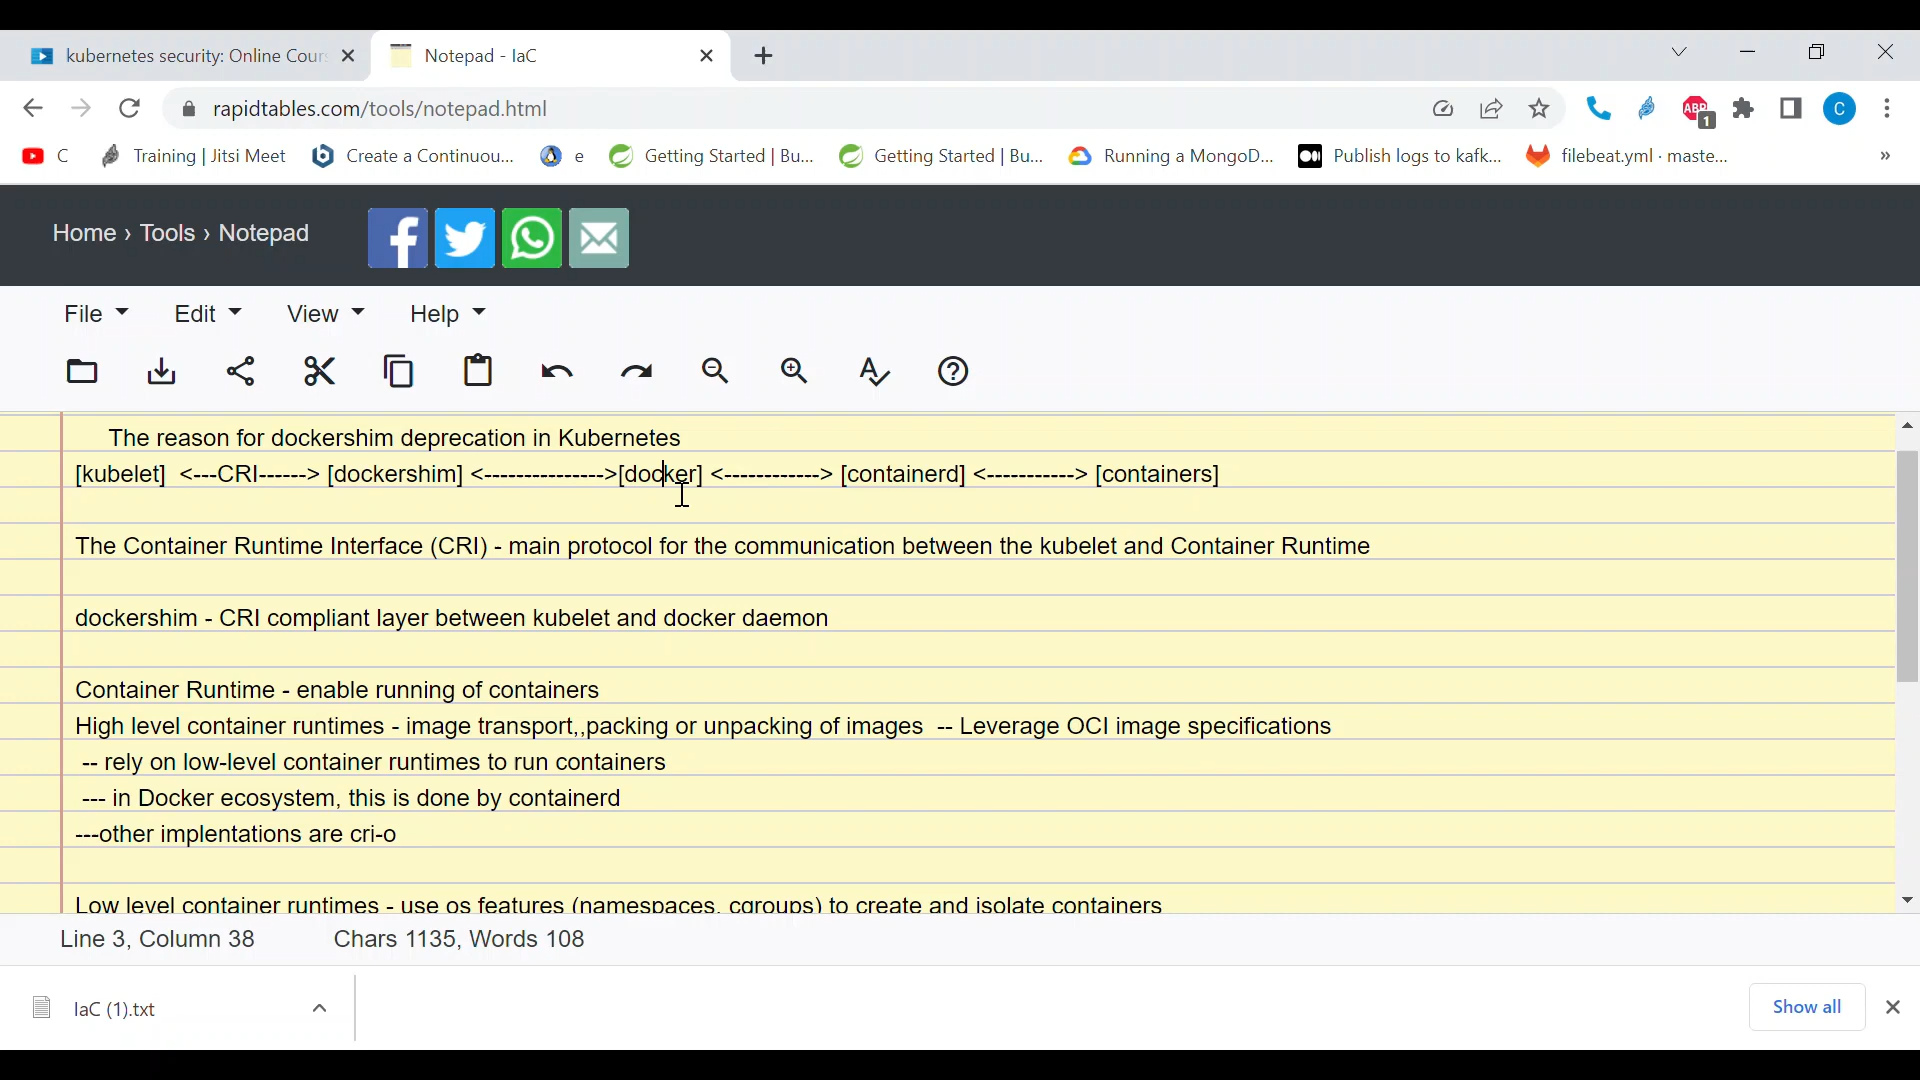 kubernetes security: Online Cour
Notepad - IaC
rapidtables.com/tools/notepad.html
ABP
1
C
C
Training | Jitsi Meet
Create a Continuou...
e
Getting Started | Bu...
Getting Started | Bu...
Running a MongoD...
Publish logs to kafk...
filebeat.yml · maste...
»
Home › Tools › Notepad
File
Edit
View
Help
The reason for dockershim deprecation in Kubernetes
[kubelet]  <---CRI------> [dockershim] <--------------->[docker] <------------> [containerd] <-----------> [containers]
The Container Runtime Interface (CRI) - main protocol for the communication between the kubelet and Container Runtime
dockershim - CRI compliant layer between kubelet and docker daemon
Container Runtime - enable running of containers
High level container runtimes - image transport,,packing or unpacking of images  -- Leverage OCI image specifications
-- rely on low-level container runtimes to run containers
--- in Docker ecosystem, this is done by containerd
---other implentations are cri-o
Low level container runtimes - use os features (namespaces, cgroups) to create and isolate containers
Line 3, Column 38
Chars 1135, Words 108
IaC (1).txt
Show all